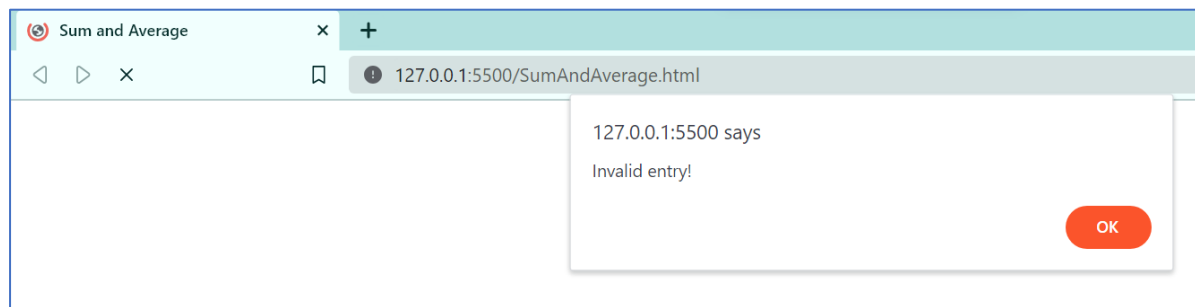 Sum and Average
127.0.0.1:5500/SumAndAverage.html
127.0.0.1:5500 says
Invalid entry!
OK